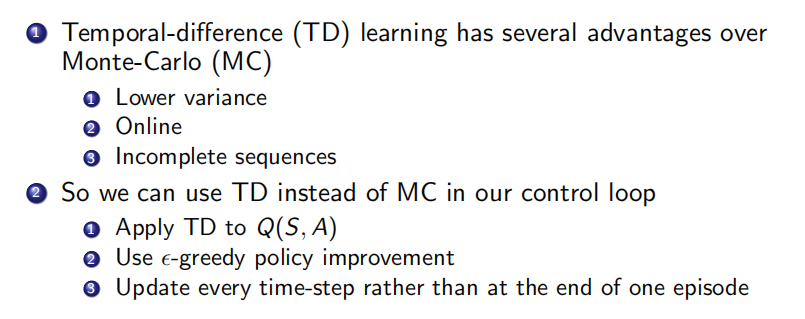 1 Temporal-difference (TD) learning has several advantages over
Monte-Carlo (MC)
1 Lower variance
2 Online
3 Incomplete sequences
2 So we can use TD instead of MC in our control loop
1 Apply TD to Q(S, A)
2 Use ϵ-greedy policy improvement
3 Update every time-step rather than at the end of one episode